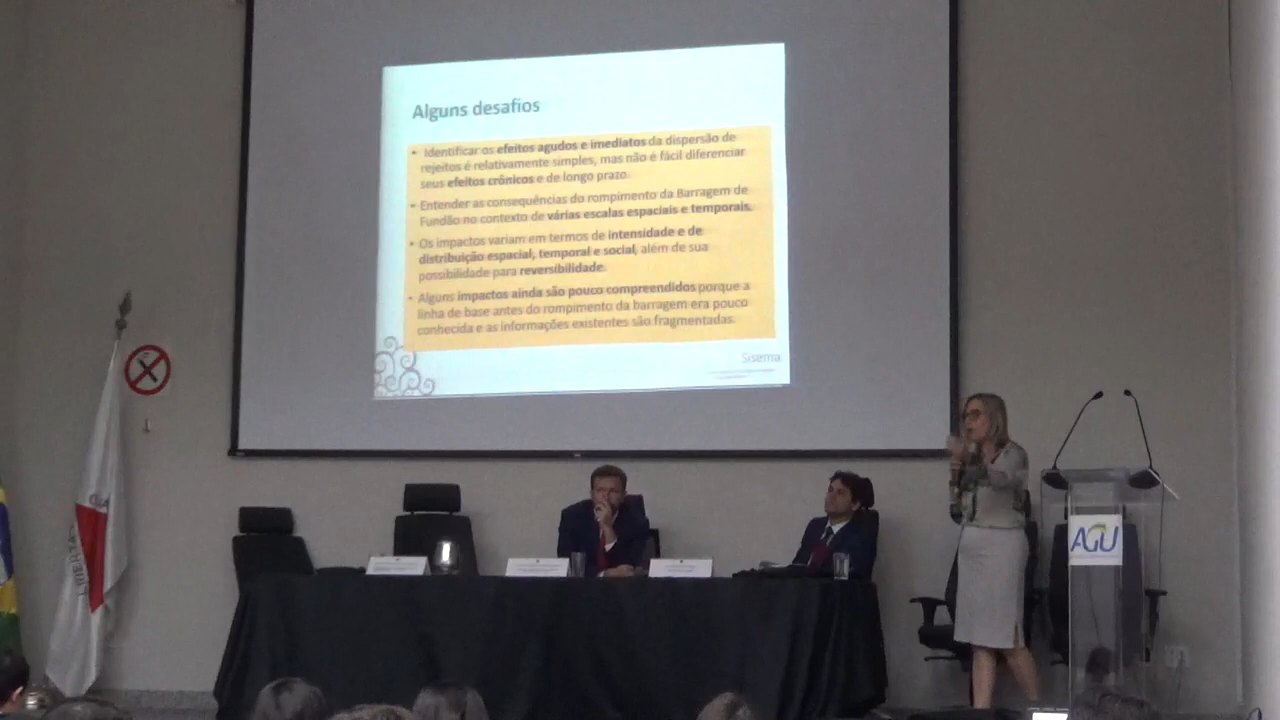 Alguns desafios
• Identificar os efeitos agudos e imediatos da dispersão de
rejeitos é relativamente simples, mas não é fácil diferenciar
seus efeitos crônicos e de longo prazo.
• Entender as consequências do rompimento da Barragem de
Fundão no contexto de várias escalas espaciais e temporais.
• Os impactos variam em termos de intensidade e de
distribuição espacial, temporal e social, além de sua
possibilidade para reversibilidade.
• Alguns impactos ainda são pouco compreendidos porque a
linha de base antes do rompimento da barragem era pouco
conhecida e as informações existentes são fragmentadas.
Sisema
AGU